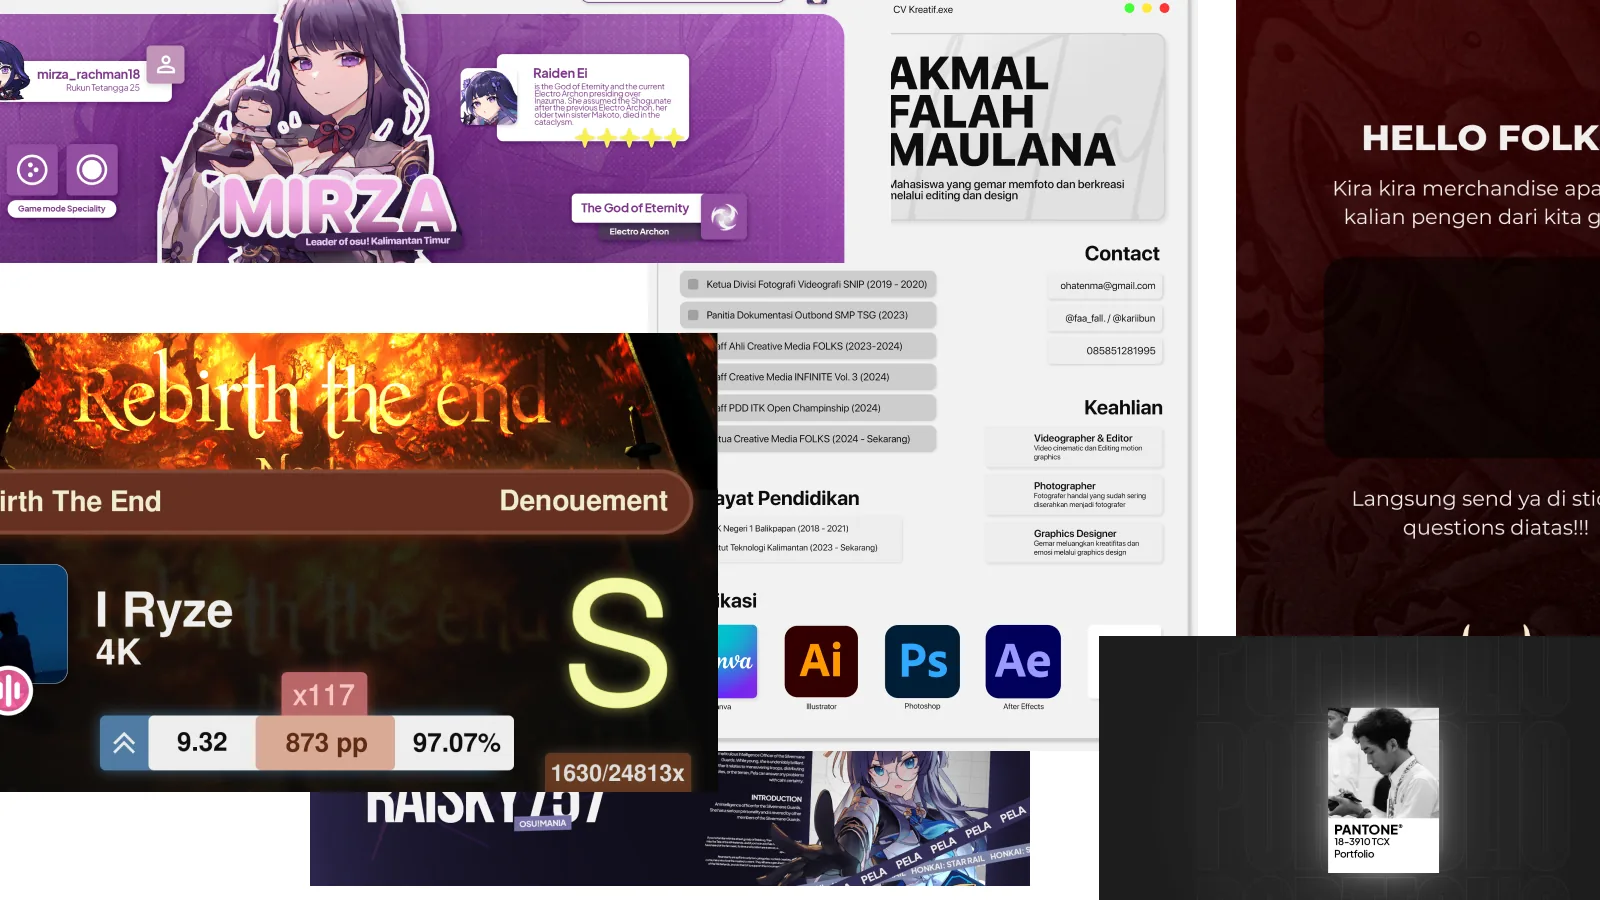 mirza_rachman18
Rukun Tetangga 25
Game mode Speciality
MIRZA
Leader of osu! Kalimantan Timur
Raiden Ei
is the God of Eternity and the current
Electro Archon presiding over
Inazuma. She assumed the Shogunate
after the previous Electro Archon, her
older twin sister Makoto, died in the
cataclysm.
The God of Eternity
Electro Archon
CV Kreatif.exe
AKMAL
FALAH
MAULANA
Mahasiswa yang gemar memfoto dan berkreasi
melalui editing dan design
Contact
ohatenma@gmail.com
@faa_fall. / @kariibun
085851281995
Ketua Divisi Fotografi Videografi SNIP (2019 - 2020)
Panitia Dokumentasi Outbond SMP TSG (2023)
aff Ahli Creative Media FOLKS (2023-2024)
aff Creative Media INFINITE Vol. 3 (2024)
aff PDD ITK Open Champinship (2024)
tua Creative Media FOLKS (2024 - Sekarang)
Keahlian
Videographer & Editor
Video cinematic dan Editing motion
graphics
Photographer
Fotografer handal yang sudah sering
diserahkan menjadi fotografer
Graphics Designer
Gemar meluangkan kreatifitas dan
emosi melalui graphics design
ayat Pendidikan
K Negeri 1 Balikpapan (2018 - 2021)
tut Teknologi Kalimantan (2023 - Sekarang)
ikasi
nva
Ai
Ps
Ae
nva
Illustrator
Photoshop
After Effects
HELLO FOLK
Kira kira merchandise apa
kalian pengen dari kita g
Langsung send ya di stic
questions diatas!!!
Rebirth the end
irth The End
Denouement
I Ryze
4K
S
x117
9.32
873 pp
97.07%
1630/24813x
RAISKY757
OSU!MANIA
INTRODUCTION
PELA PELA PELA PELA
HONKAI: STAR RAIL HONKAI: S
PORTFOLIO
PANTONE®
18-3910 TCX
Portfolio